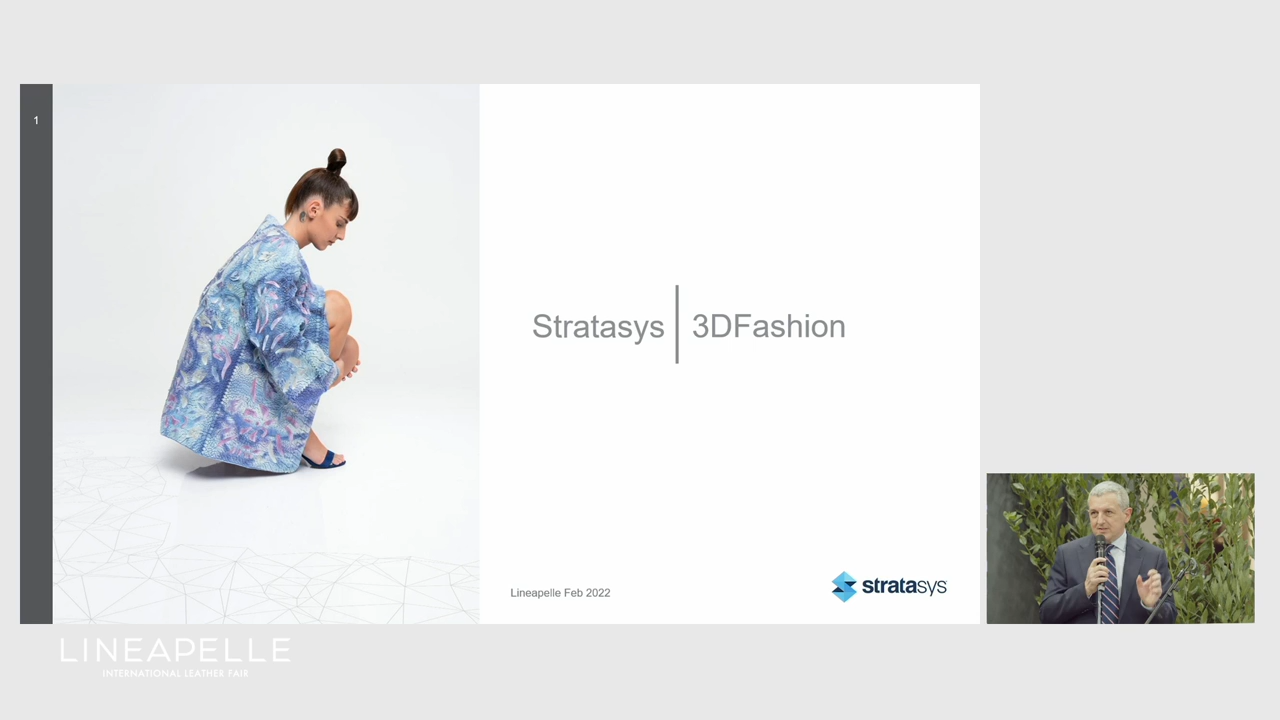 1
Stratasys | 3DFashion
Lineapelle Feb 2022
stratasys
LINEAPELLE
INTERNATIONAL LEATHER FAIR